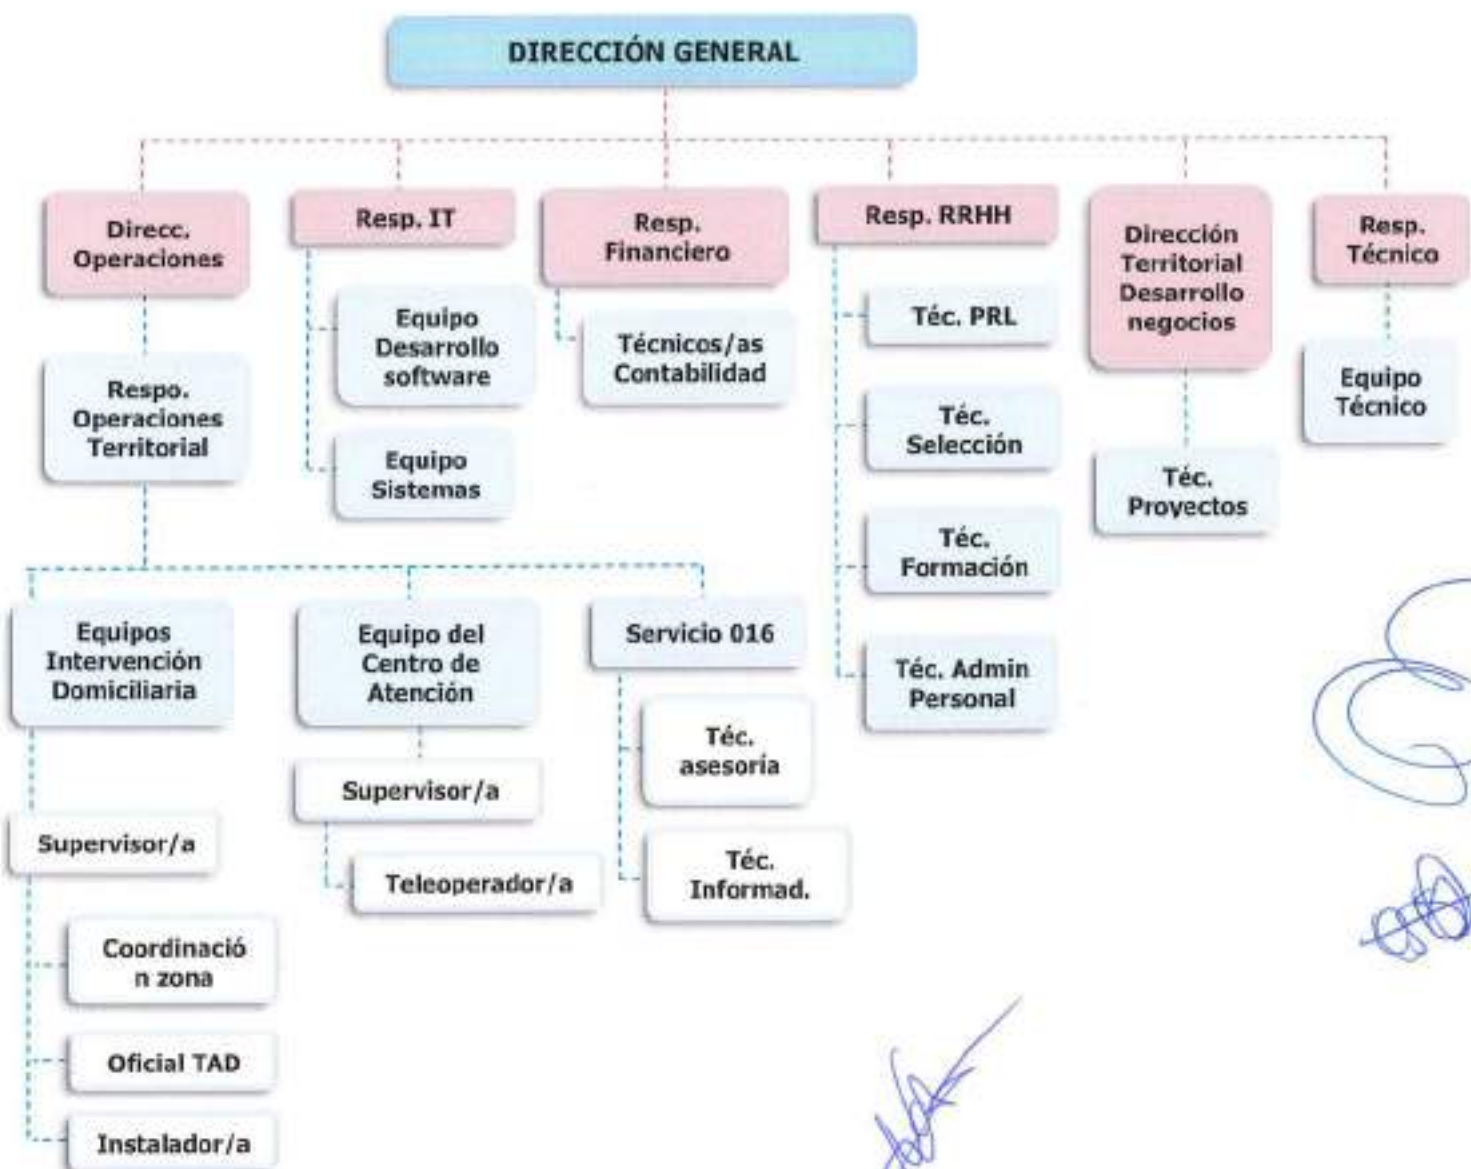 DIRECCIÓN GENERAL
Direcc.
Operaciones
Resp. IT
Resp.
Financiero
Resp. RRHH
Dirección
Territorial
Desarrollo
negocios
Resp.
Técnico
Respo.
Operaciones
Territorial
Equipo
Desarrollo
software
Equipo
Sistemas
Técnicos/as
Contabilidad
Téc. PRL
Téc.
Selección
Téc.
Formación
Téc. Admin
Personal
Téc.
Proyectos
Equipo
Técnico
Equipos
Intervención
Domiciliaria
Equipo del
Centro de
Atención
Servicio 016
Supervisor/a
Coordinació
n zona
Oficial TAD
Instalador/a
Supervisor/a
Teleoperador/a
Téc.
asesoría
Téc.
Informad.